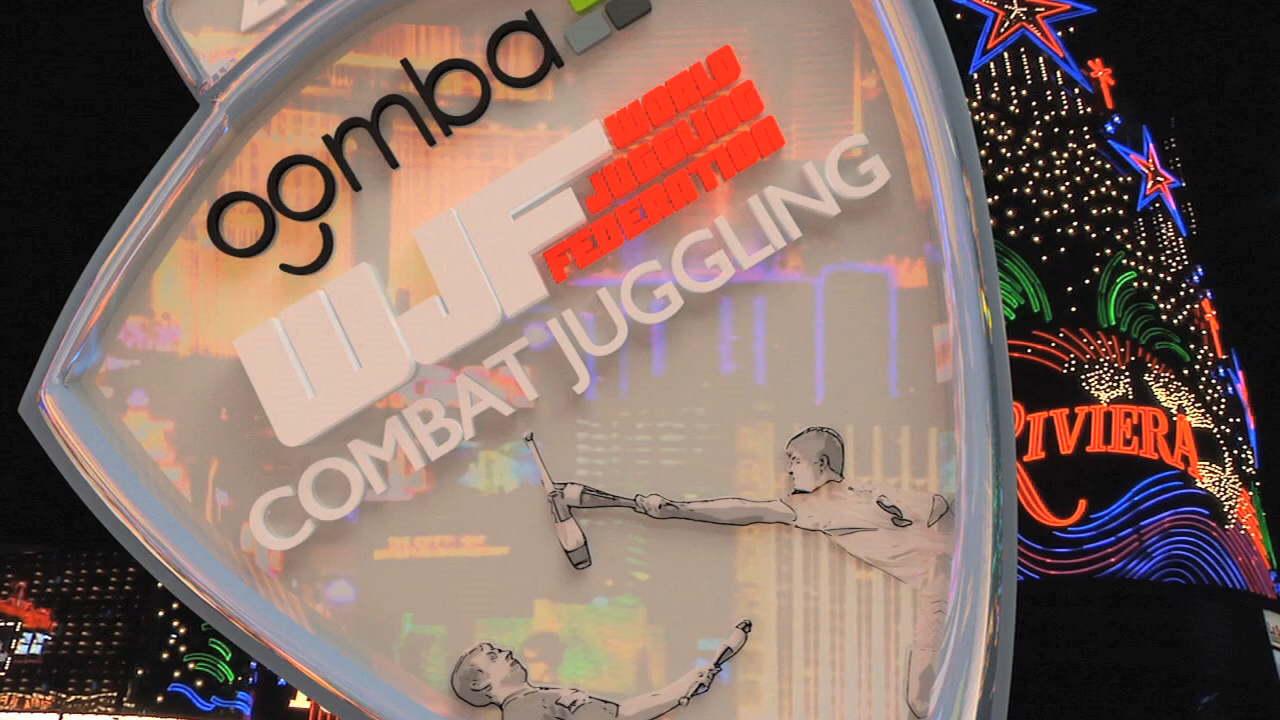 ogmba
WJF
WORLD
JUGGLING
FEDERATION
COMBAT JUGGLING
RIVIERA